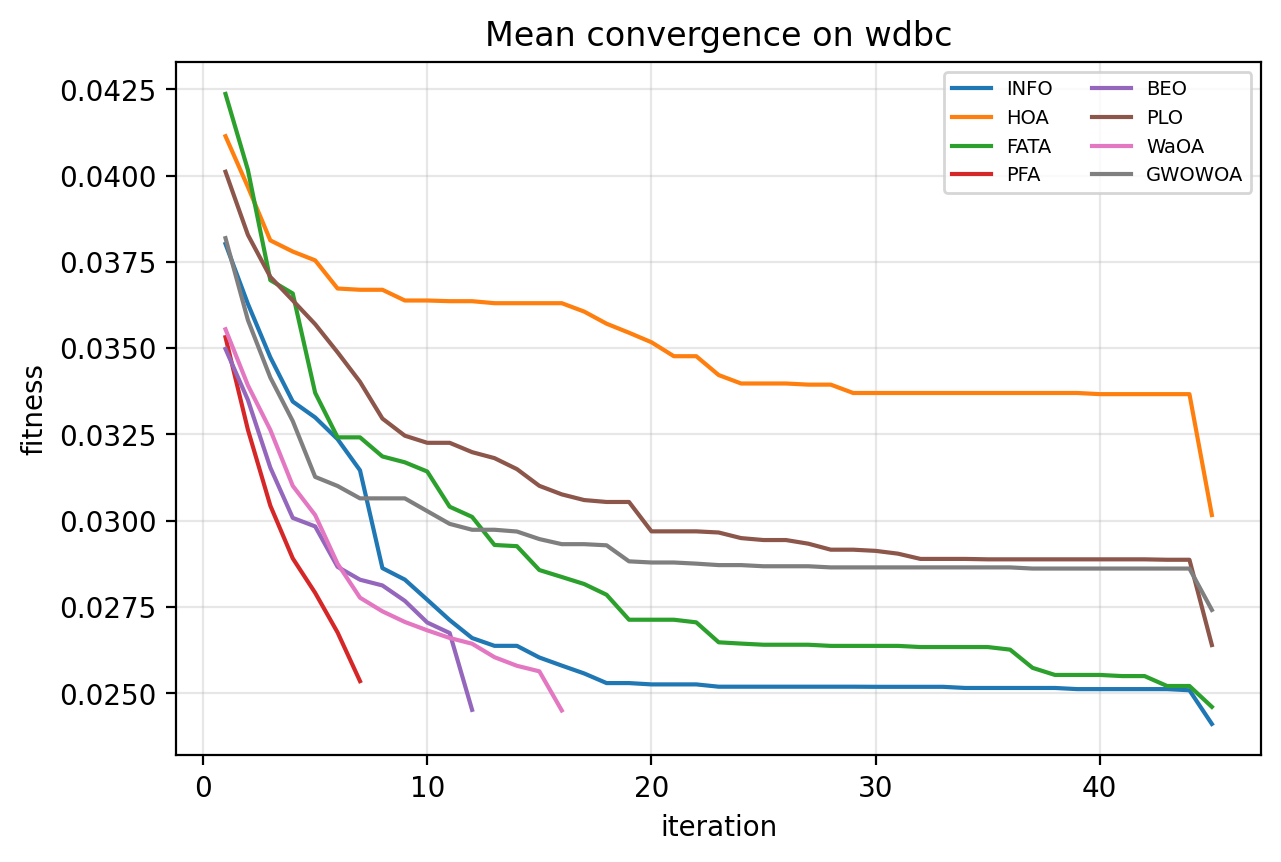 Mean convergence on wdbc
0.0425
0.0400
0.0375
0.0350
0.0325
0.0300
0.0275
0.0250
fitness
INFO
HOA
FATA
PFA
BEO
PLO
WaOA
GWOWOA
0 10 20 30 40
iteration